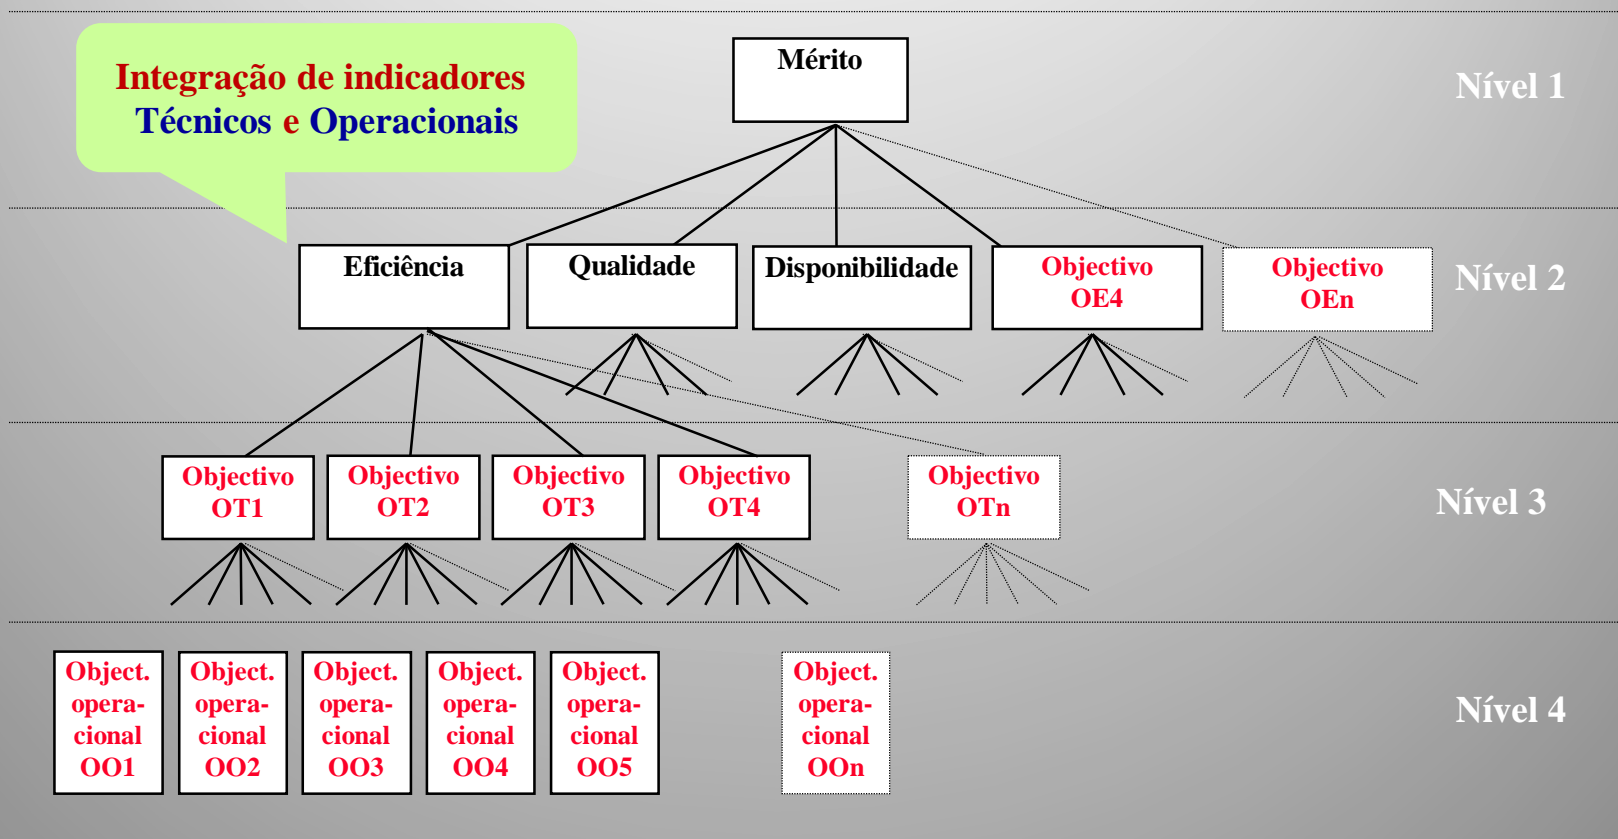 Integração de indicadores
Técnicos e Operacionais
Mérito
Nível 1
Eficiência
Qualidade
Disponibilidade
Objectivo
OE4
Objectivo
OEn
Nível 2
Objectivo
OT1
Objectivo
OT2
Objectivo
OT3
Objectivo
OT4
Objectivo
OTn
Nível 3
Object.
opera-
cional
OO1
Object.
opera-
cional
OO2
Object.
opera-
cional
OO3
Object.
opera-
cional
OO4
Object.
opera-
cional
OO5
Object.
opera-
cional
OOn
Nível 4